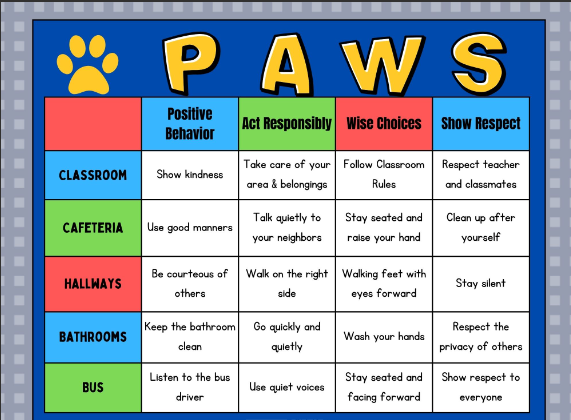 PAWS
Positive
Behavior
Act Responsibly
Wise Choices
Show Respect
CLASSROOM
Show kindness
Take care of your
area & belongings
Follow Classroom
Rules
Respect teacher
and classmates
CAFETERIA
Use good manners
Talk quietly to
your neighbors
Stay seated and
raise your hand
Clean up after
yourself
HALLWAYS
Be courteous of
others
Walk on the right
side
Walking feet with
eyes forward
Stay silent
BATHROOMS
Keep the bathroom
clean
Go quickly and
quietly
Wash your hands
Respect the
privacy of others
BUS
Listen to the bus
driver
Use quiet voices
Stay seated and
facing forward
Show respect to
everyone